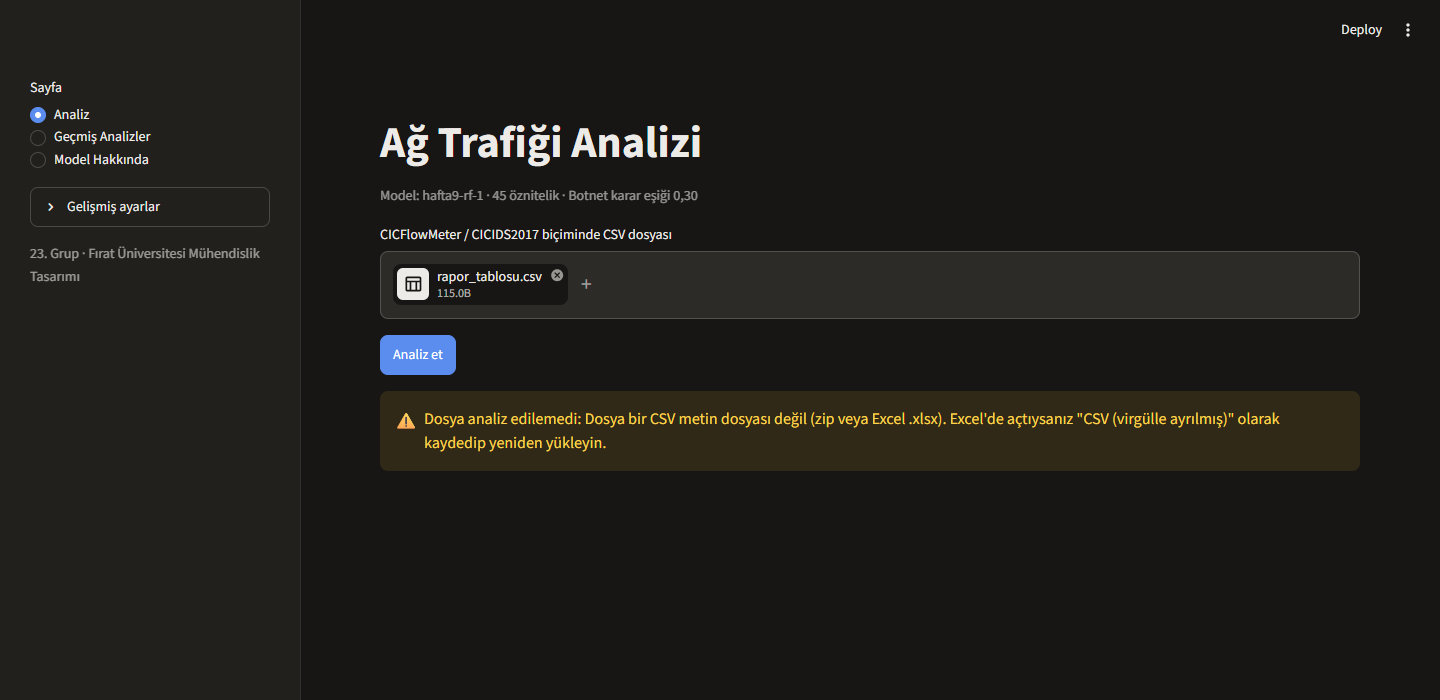 Deploy
Sayfa
Analiz
Geçmiş Analizler
Model Hakkında
Gelişmiş ayarlar
23. Grup · Fırat Üniversitesi Mühendislik
Tasarımı
Ağ Trafiği Analizi
Model: hafta9-rf-1 · 45 öznitelik · Botnet karar eşiği 0,30
CICFlowMeter / CICIDS2017 biçiminde CSV dosyası
rapor_tablosu.csv
115.0B
Analiz et
Dosya analiz edilemedi: Dosya bir CSV metin dosyası değil (zip veya Excel .xlsx). Excel'de açtıysanız "CSV (virgülle ayrılmış)" olarak
kaydedip yeniden yükleyin.